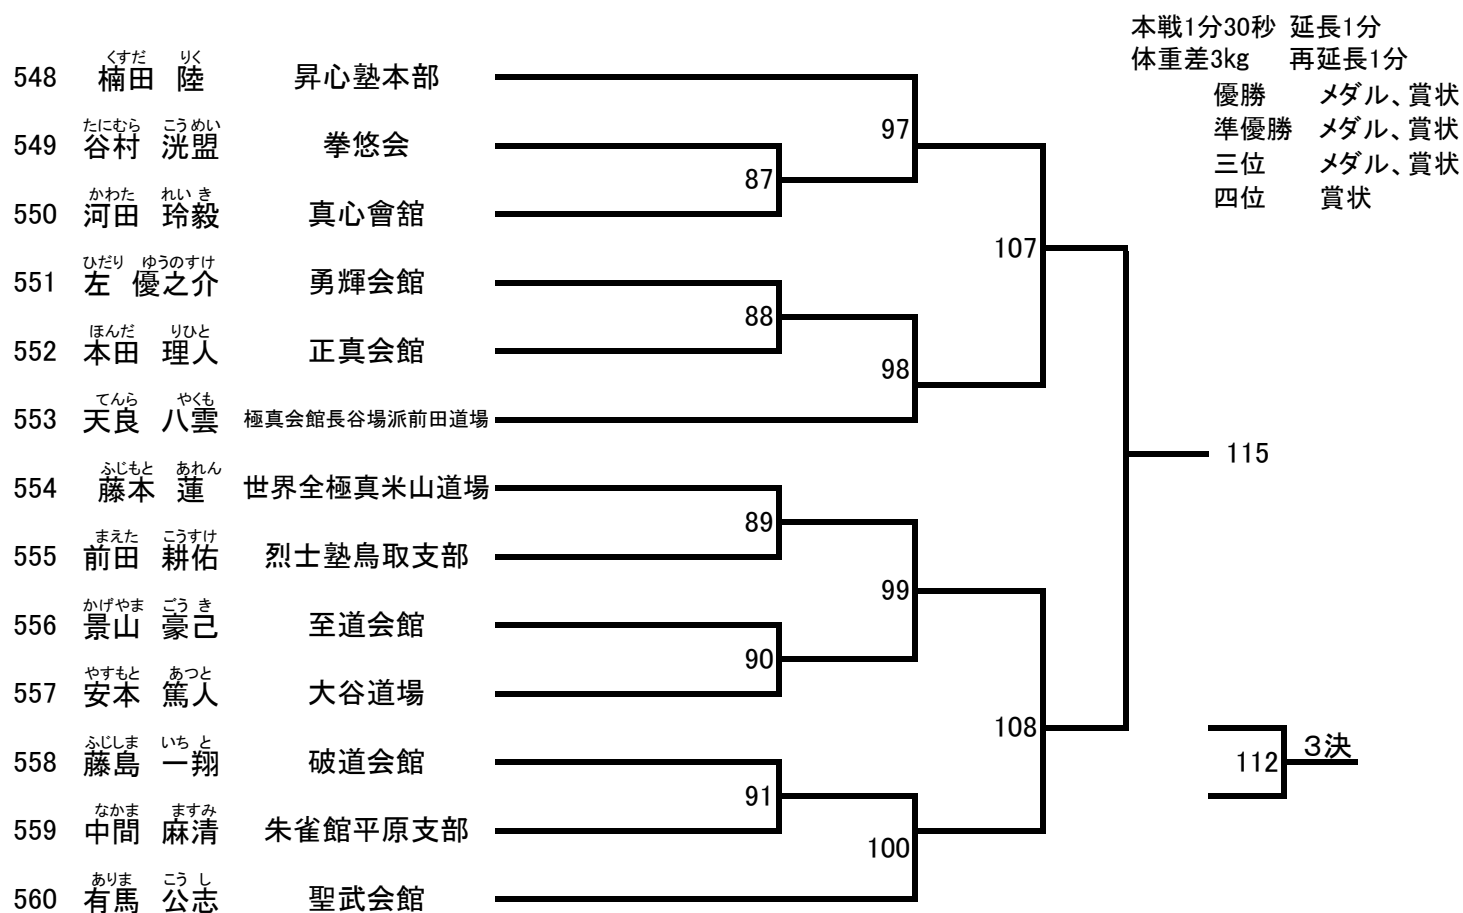 本戦1分30秒 延長1分
体重差3kg 再延長1分
優勝 メダル、賞状
準優勝 メダル、賞状
三位 メダル、賞状
四位 賞状
くすだ りく
548 楠田 陸 昇心塾本部
たにむら こうめい
549 谷村 洸盟 拳悠会
かわた れい き
550 河田 玲毅 真心會舘
ひだり ゆうのすけ
551 左 優之介 勇輝会館
ほんだ りひと
552 本田 理人 正真会館
てんら やくも
553 天良 八雲 極真会館長谷場派前田道場
ふじもと あれん
554 藤本 蓮 世界全極真米山道場
まえた こうすけ
555 前田 耕佑 烈士塾鳥取支部
かげやま ごう き
556 景山 豪己 至道会館
やすもと あつと
557 安本 篤人 大谷道場
ふじしま いち と
558 藤島 一翔 破道会館
なかま ますみ
559 中間 麻清 朱雀館平原支部
ありま こう し
560 有馬 公志 聖武会館
87
88
89
90
91
97
98
99
100
107
108
115
112 3決